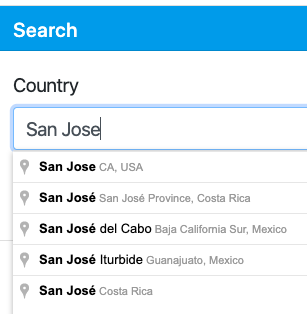 Search
Country
San Jose
San Jose CA, USA
San José San José Province, Costa Rica
San José del Cabo Baja California Sur, Mexico
San José Iturbide Guanajuato, Mexico
San José Costa Rica